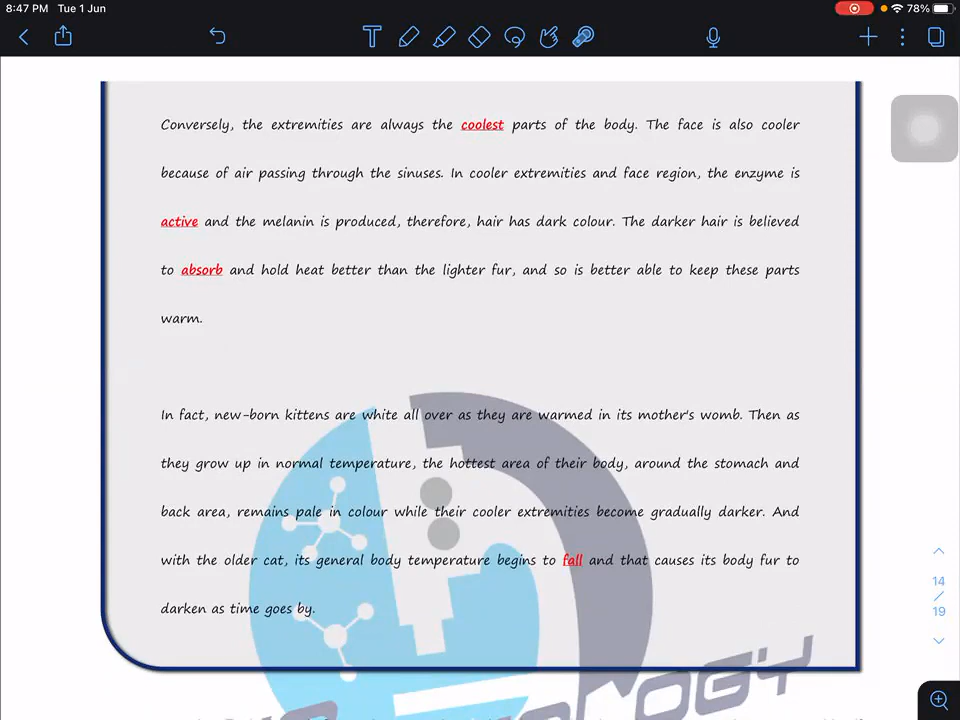 8:47 PM Tue 1 Jun
78%
Conversely, the extremities are always the coolest parts of the body. The face is also cooler
because of air passing through the sinuses. In cooler extremities and face region, the enzyme is
active and the melanin is produced, therefore, hair has dark colour. The darker hair is believed
to absorb and hold heat better than the lighter fur, and so is better able to keep these parts
warm.
In fact, new-born kittens are white all over as they are warmed in its mother's womb. Then as
they grow up in normal temperature, the hottest area of their body, around the stomach and
back area, remains pale in colour while their cooler extremities become gradually darker. And
with the older cat, its general body temperature begins to fall and that causes its body fur to
darken as time goes by.
14
/
19